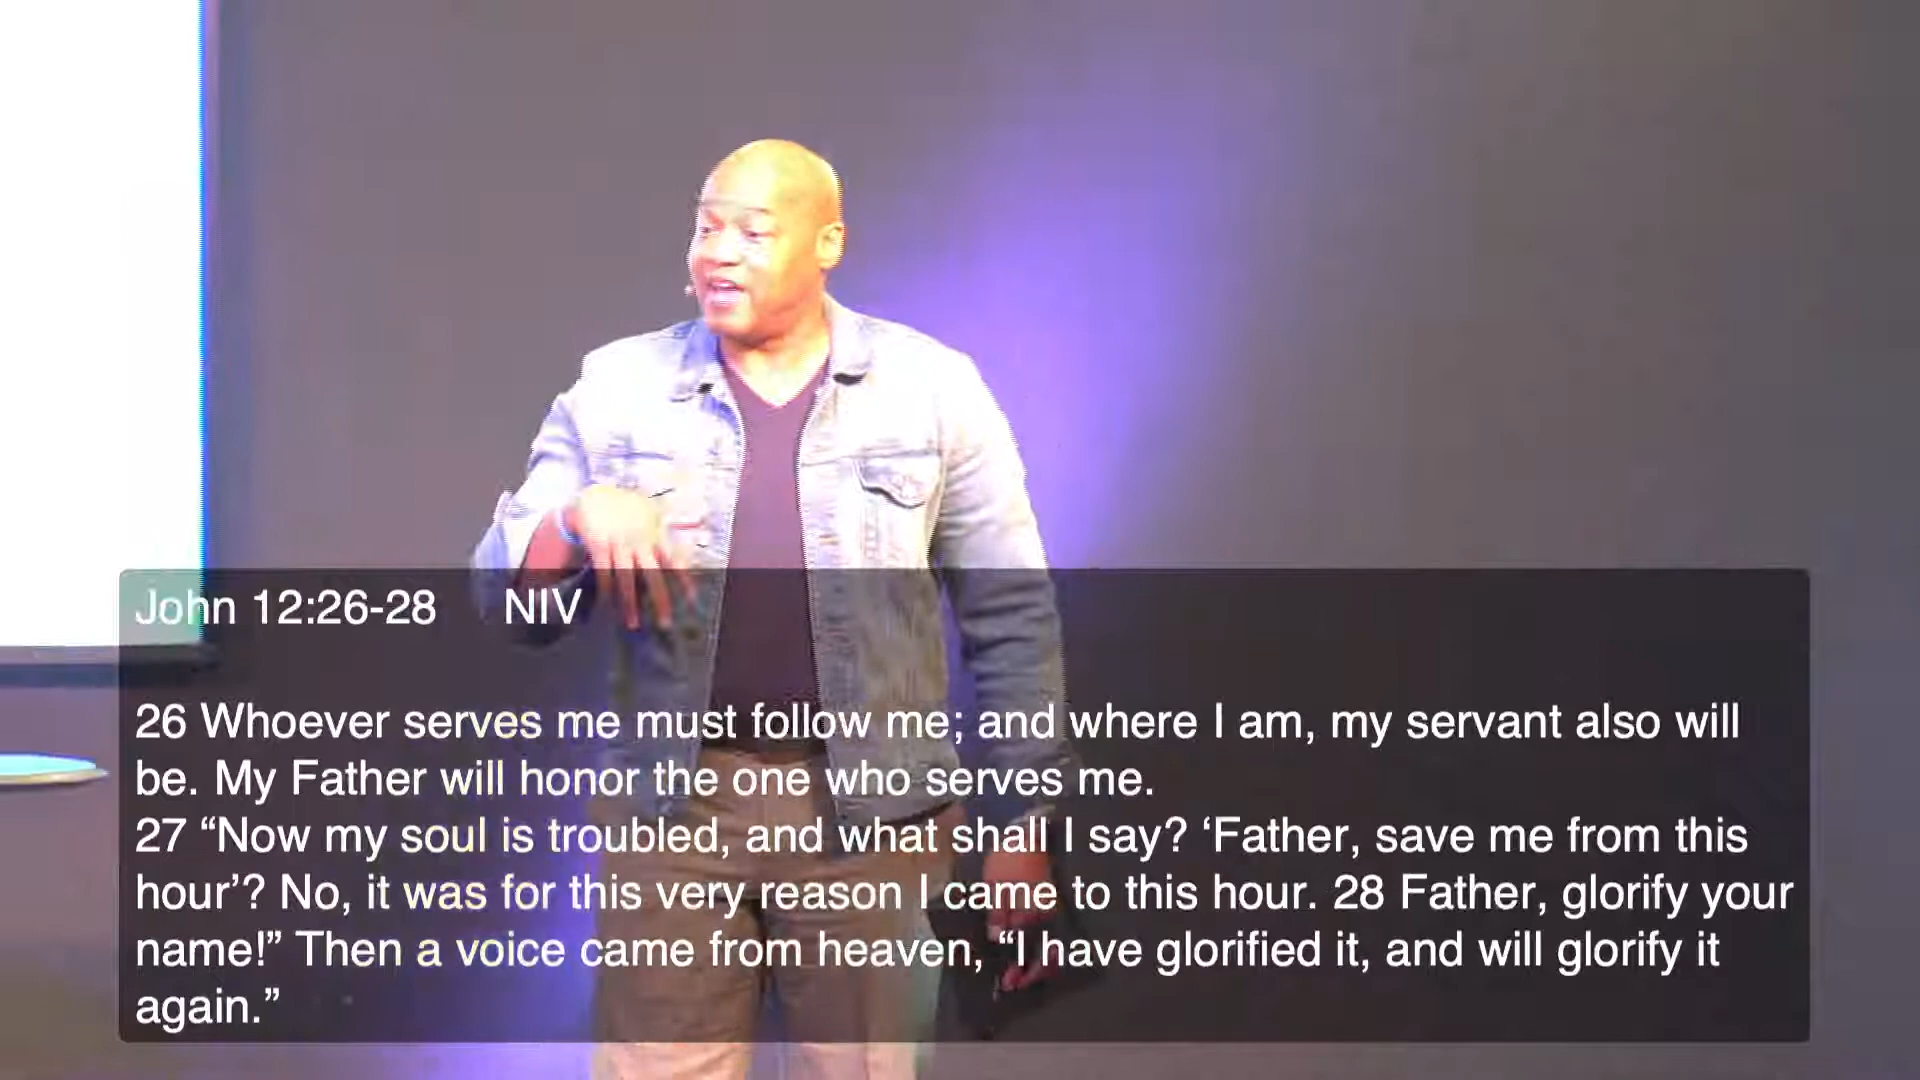 John 12:26-28 NIV
26 Whoever serves me must follow me; and where I am, my servant also will
be. My Father will honor the one who serves me.
27 “Now my soul is troubled, and what shall I say? ‘Father, save me from this
hour’? No, it was for this very reason I came to this hour. 28 Father, glorify your
name!” Then a voice came from heaven, “I have glorified it, and will glorify it
again.”